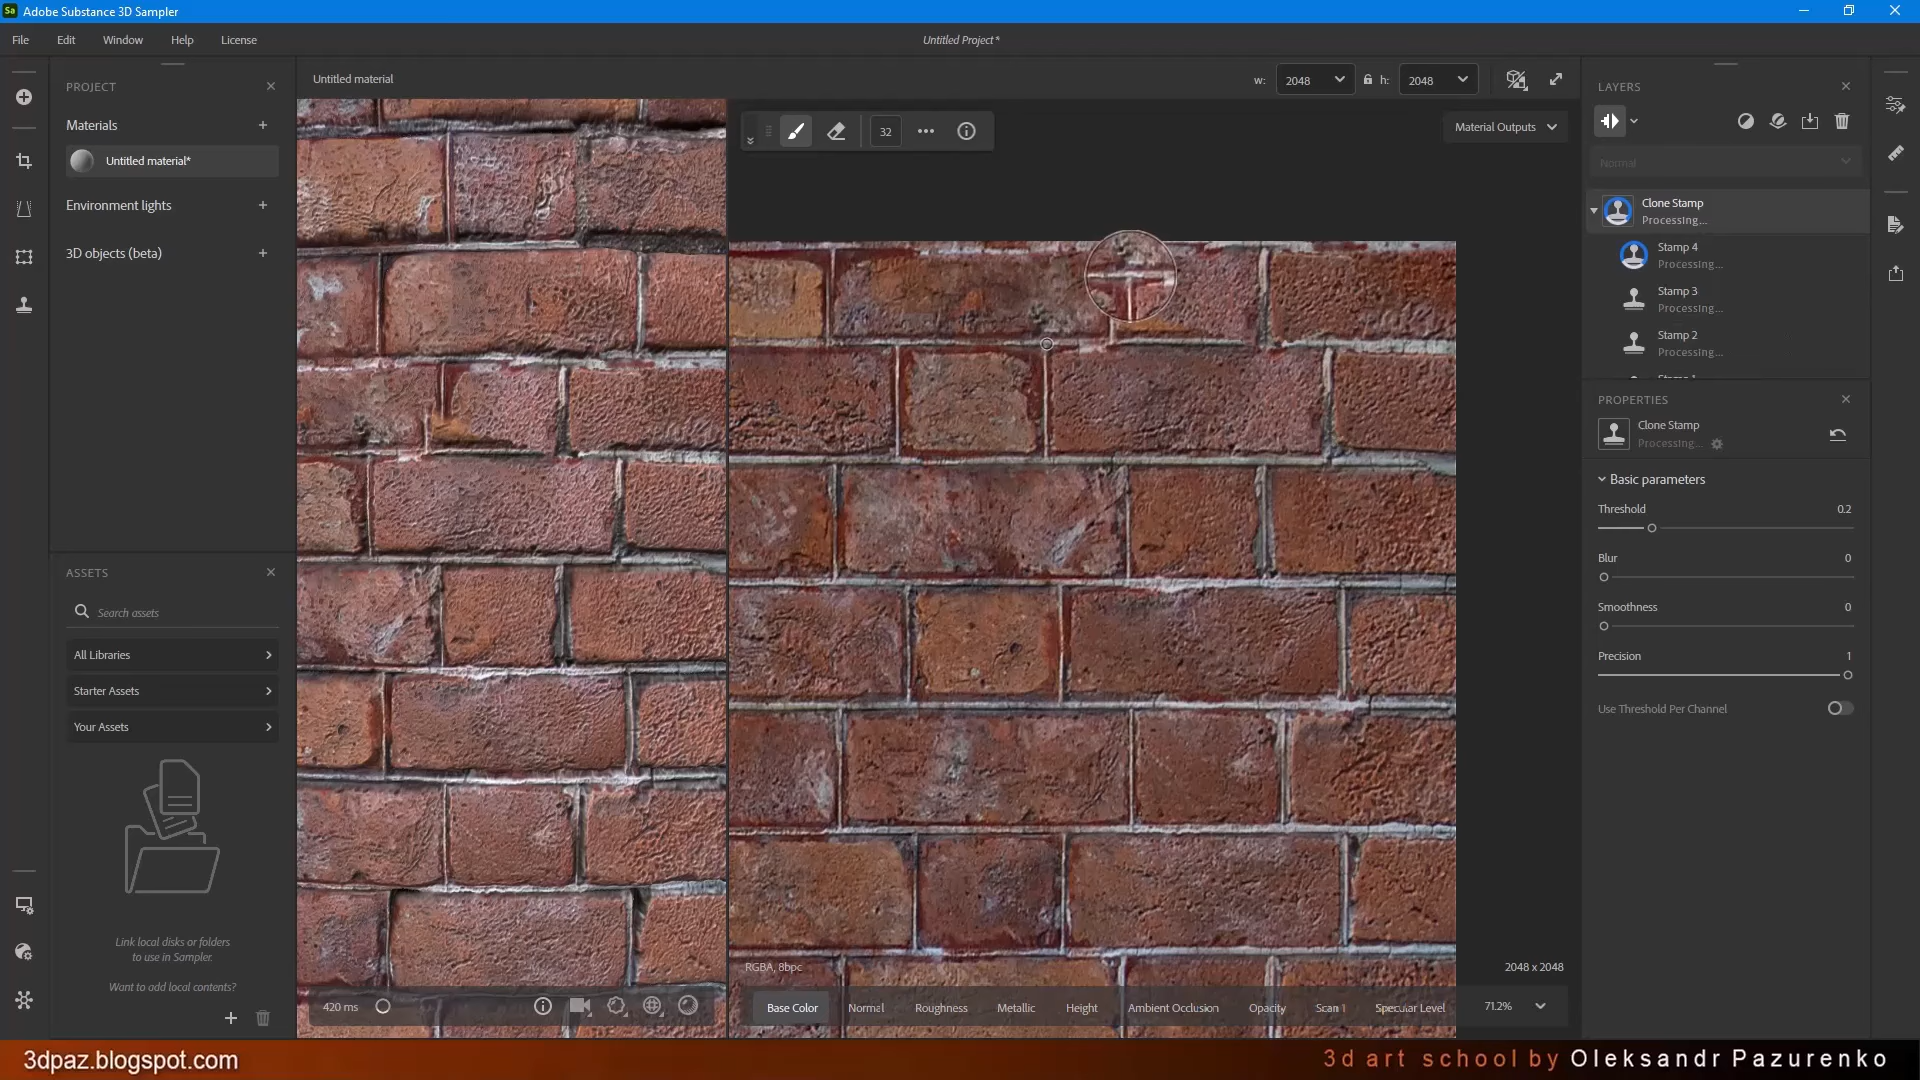 Sa Adobe Substance 3D Sampler
File Edit Window Help License
Untitled Project*
PROJECT
Materials
Untitled material*
Environment lights
3D objects (beta)
ASSETS
Search assets
All Libraries
Starter Assets
Your Assets
Link local disks or folders
to use in Sampler.
Want to add local contents?
Untitled material
w: 2048 h: 2048
32
Material Outputs
420 ms
RGBA, 8bpc
2048 x 2048
Base Color Normal Roughness Metallic Height Ambient Occlusion Opacity Scan 1 Specular Level 71.2%
LAYERS
Normal
Clone Stamp
Processing...
Stamp 4
Processing...
Stamp 3
Processing...
Stamp 2
Processing...
PROPERTIES
Clone Stamp
Processing...
Basic parameters
Threshold 0.2
Blur 0
Smoothness 0
Precision 1
Use Threshold Per Channel
3dpaz.blogspot.com
3d art school by Oleksandr Pazurenko